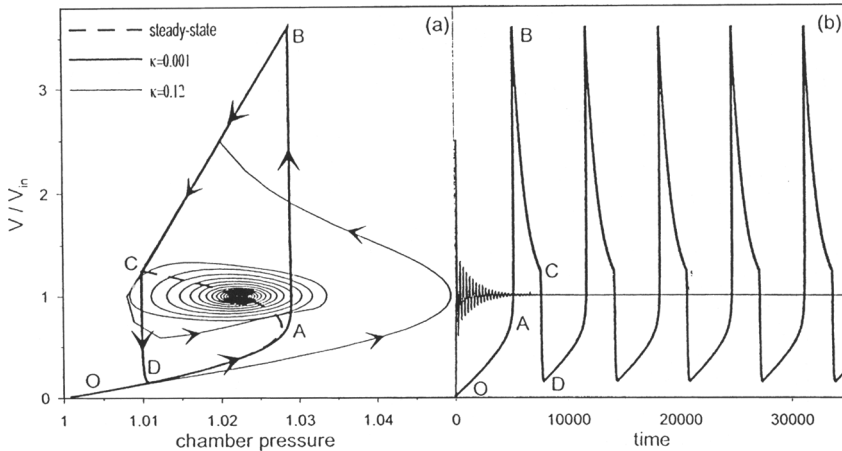 (a)
steady-state
κ=0.001
κ=0.12
B
C
A
D
O
3
2
1
0
V / Vin
1
1.01
1.02
1.03
1.04
chamber pressure
(b)
B
C
A
O
D
0
10000
20000
30000
time